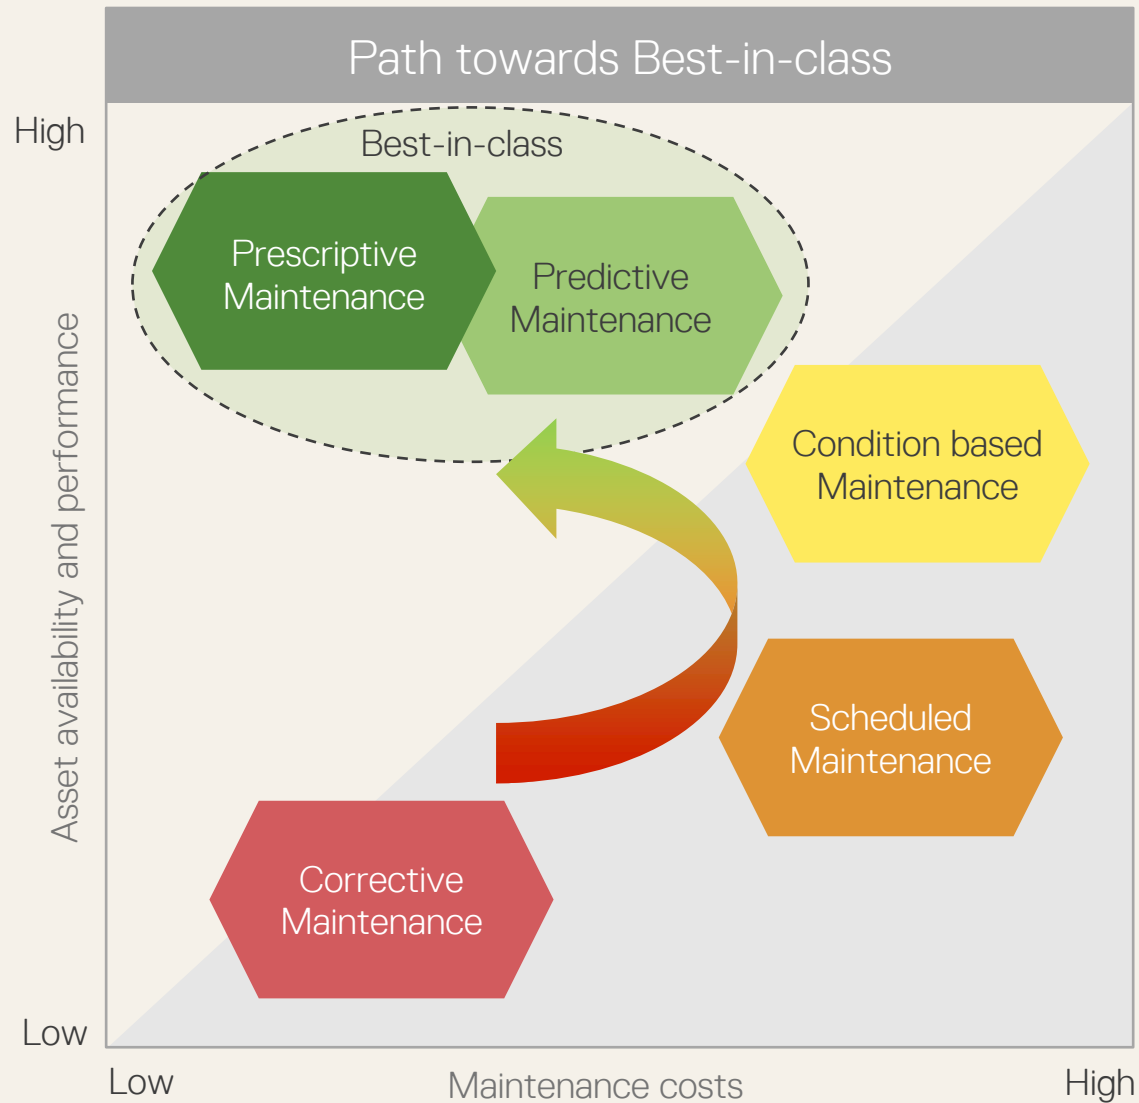 Path towards Best-in-class
High
Best-in-class
Prescriptive
Maintenance
Predictive
Maintenance
Condition based
Maintenance
Asset availability and performance
Scheduled
Maintenance
Corrective
Maintenance
Low
Low
Maintenance costs
High